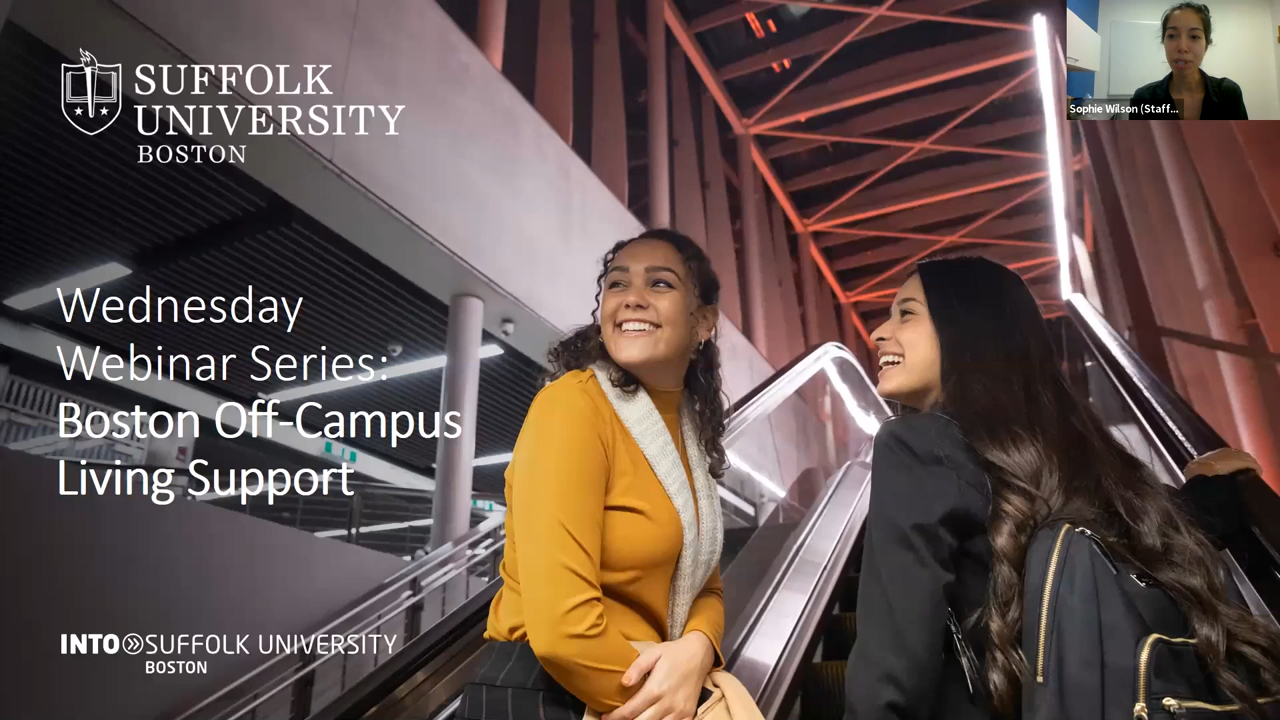 SUFFOLK
UNIVERSITY
BOSTON
Sophie Wilson (Staff...
Wednesday
Webinar Series:
Boston Off-Campus
Living Support
INTO SUFFOLK UNIVERSITY
BOSTON